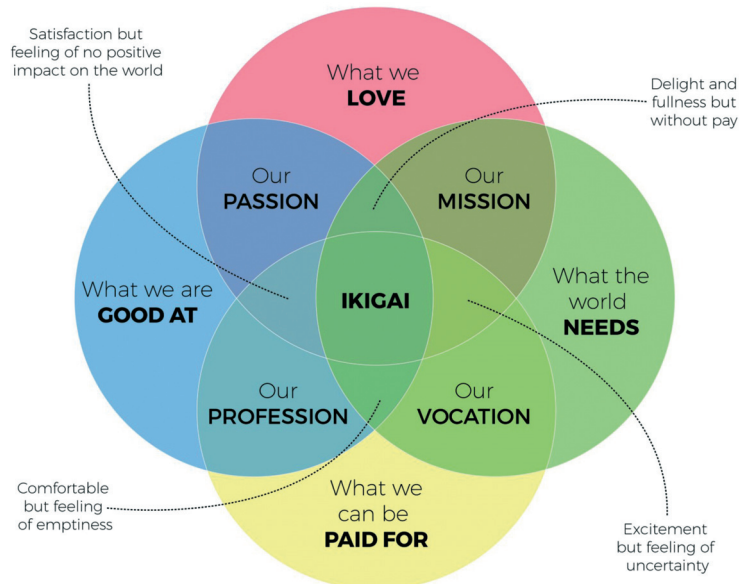 Satisfaction but
feeling of no positive
impact on the world
What we
LOVE
Delight and
fullness but
without pay
Our
PASSION
Our
MISSION
What we are
GOOD AT
IKIGAI
What the
world
NEEDS
Our
PROFESSION
Our
VOCATION
Comfortable
but feeling
of emptiness
What we
can be
PAID FOR
Excitement
but feeling of
uncertainty